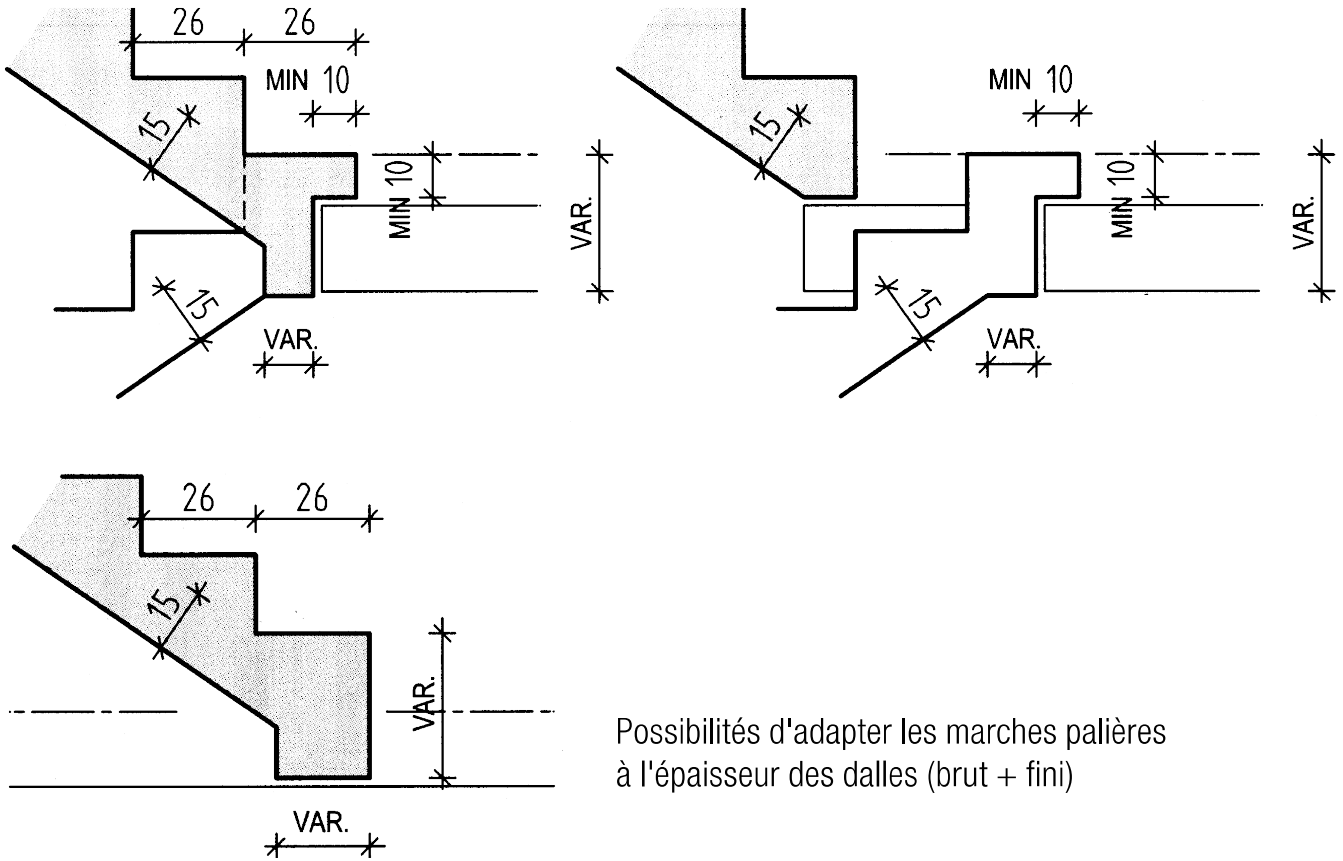 26 26
MIN 10
15
MIN 10
VAR.
15
VAR.
MIN 10
15
MIN 10
VAR.
15
VAR.
26 26
15
VAR.
VAR.
Possibilités d'adapter les marches palières
à l'épaisseur des dalles (brut + fini)